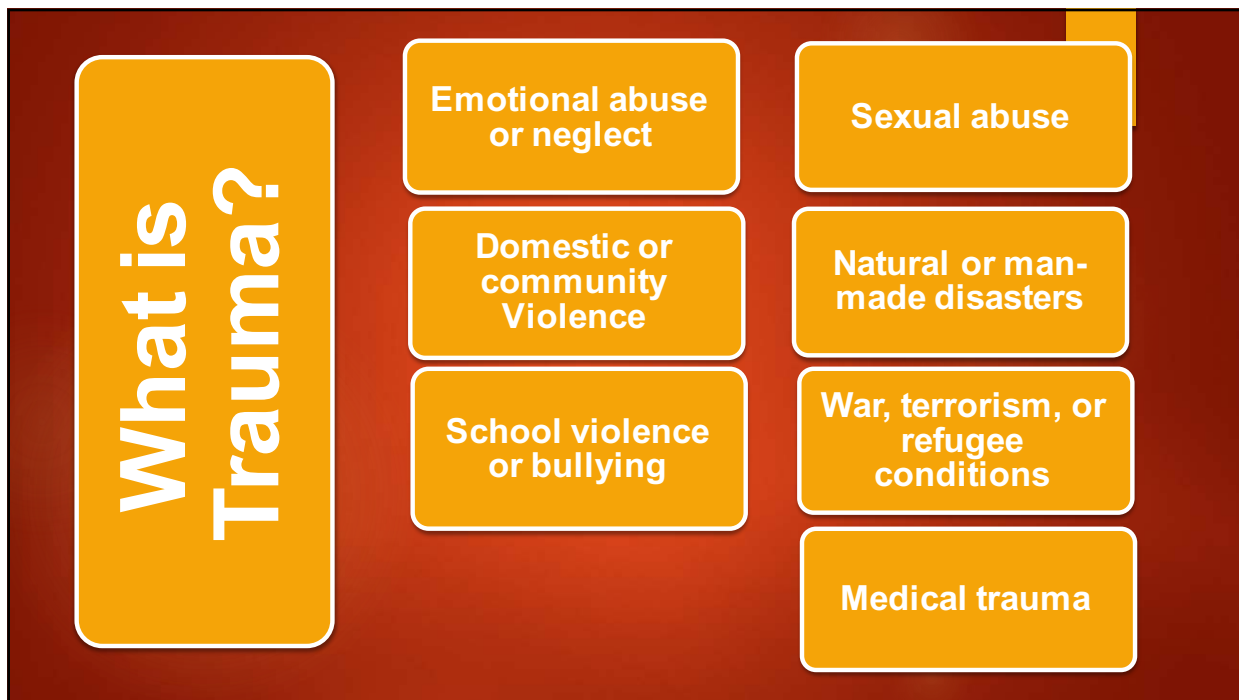 What is
Trauma?
Emotional abuse
or neglect
Domestic or
community
Violence
School violence
or bullying
Sexual abuse
Natural or man-
made disasters
War, terrorism, or
refugee
conditions
Medical trauma